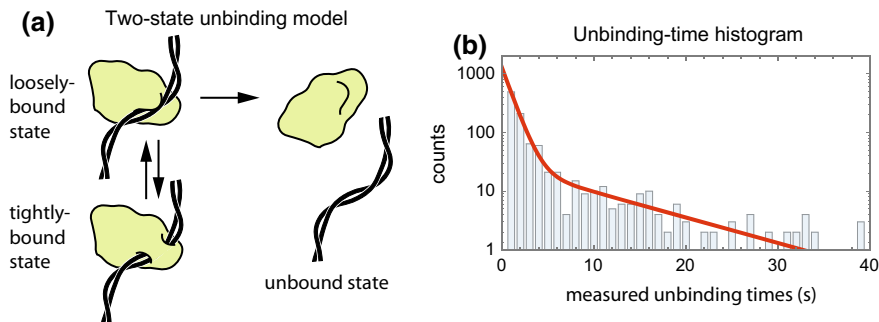 (a)
Two-state unbinding model
loosely-
bound
state
tightly-
bound
state
unbound state
(b)
Unbinding-time histogram
counts
1000
100
10
1
0 10 20 30 40
measured unbinding times (s)